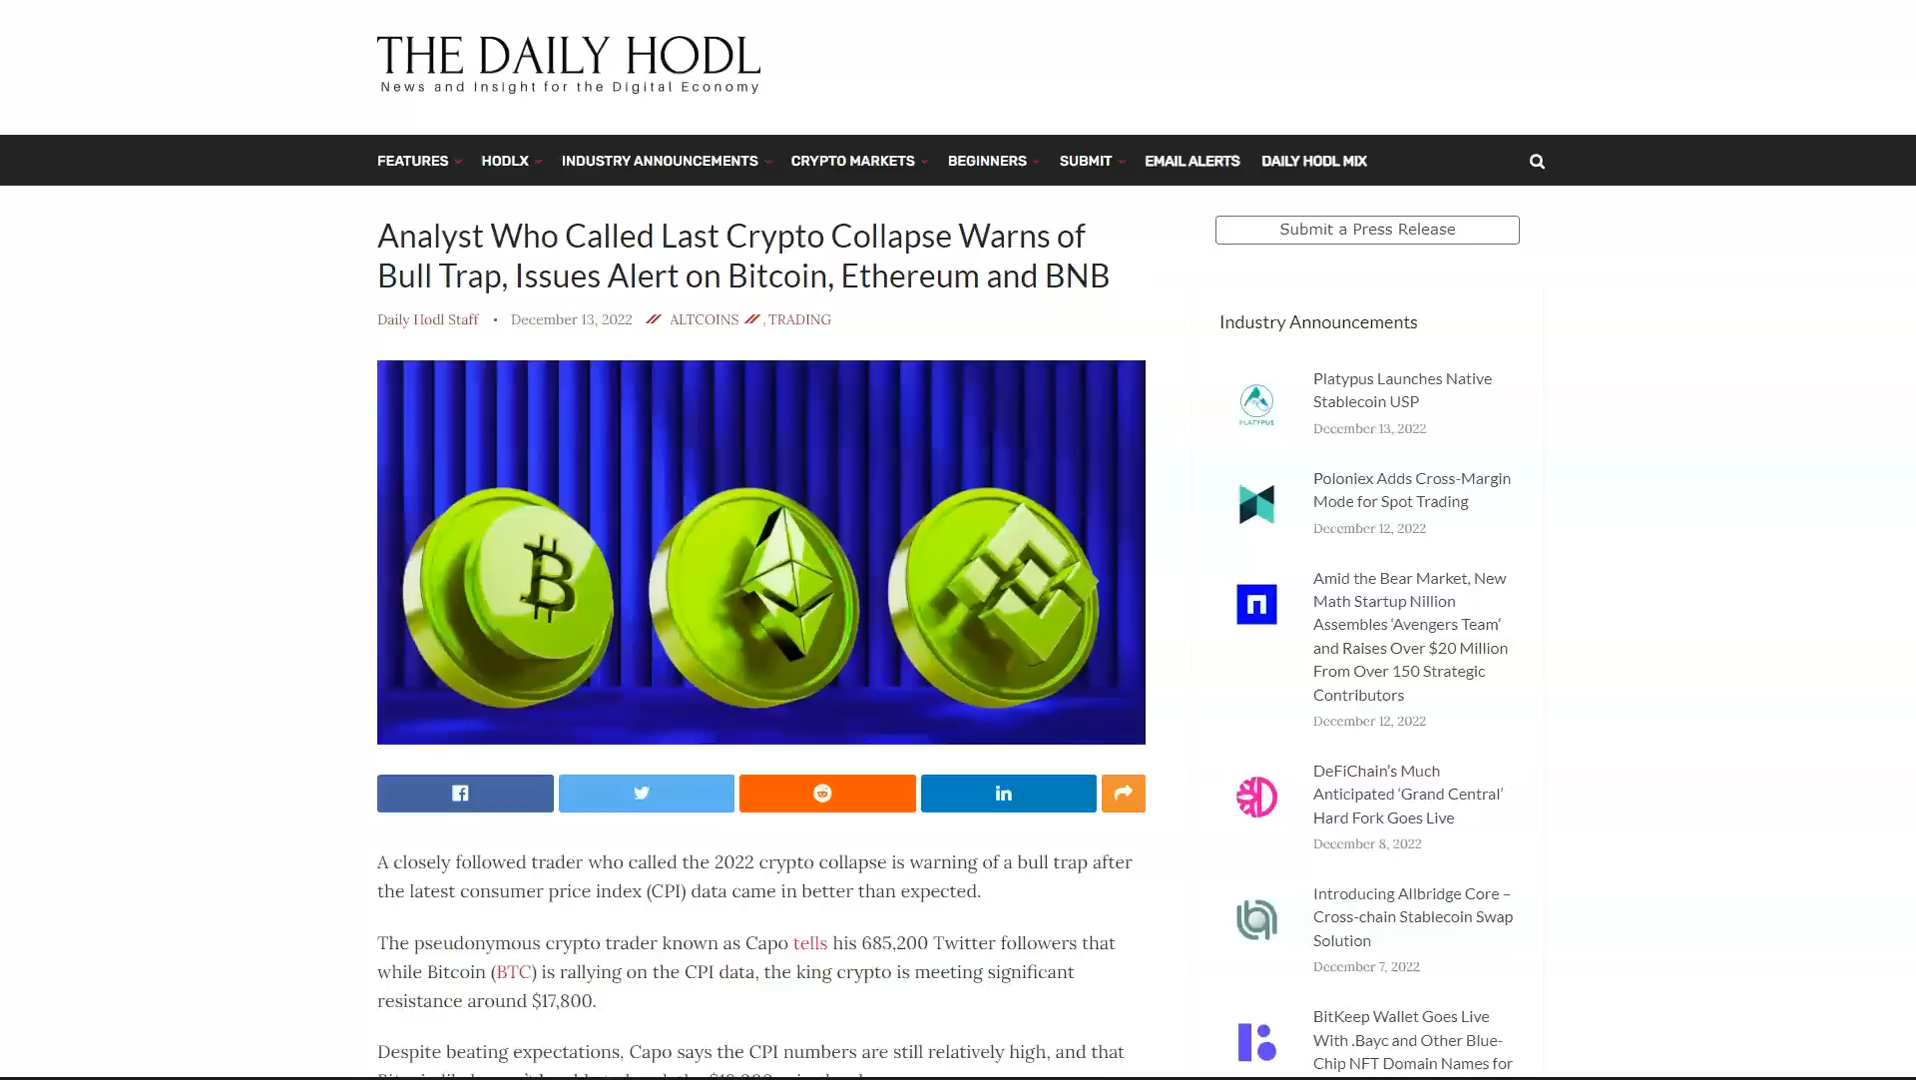 THE DAILY HODL
News and Insight for the Digital Economy
FEATURES HODLX INDUSTRY ANNOUNCEMENTS CRYPTO MARKETS BEGINNERS SUBMIT EMAIL ALERTS DAILY HODL MIX
Analyst Who Called Last Crypto Collapse Warns of
Bull Trap, Issues Alert on Bitcoin, Ethereum and BNB
Daily Hodl Staff • December 13, 2022 ALTCOINS , TRADING
A closely followed trader who called the 2022 crypto collapse is warning of a bull trap after
the latest consumer price index (CPI) data came in better than expected.
The pseudonymous crypto trader known as Capo tells his 685,200 Twitter followers that
while Bitcoin (BTC) is rallying on the CPI data, the king crypto is meeting significant
resistance around $17,800.
Despite beating expectations, Capo says the CPI numbers are still relatively high, and that
Submit a Press Release
Industry Announcements
PLATYPUS
Platypus Launches Native
Stablecoin USP
December 13, 2022
Poloniex Adds Cross-Margin
Mode for Spot Trading
December 12, 2022
Amid the Bear Market, New
Math Startup Nillion
Assembles ‘Avengers Team’
and Raises Over $20 Million
From Over 150 Strategic
Contributors
December 12, 2022
DeFiChain’s Much
Anticipated ‘Grand Central’
Hard Fork Goes Live
December 8, 2022
Introducing Allbridge Core –
Cross-chain Stablecoin Swap
Solution
December 7, 2022
BitKeep Wallet Goes Live
With .Bayc and Other Blue-
Chip NFT Domain Names for